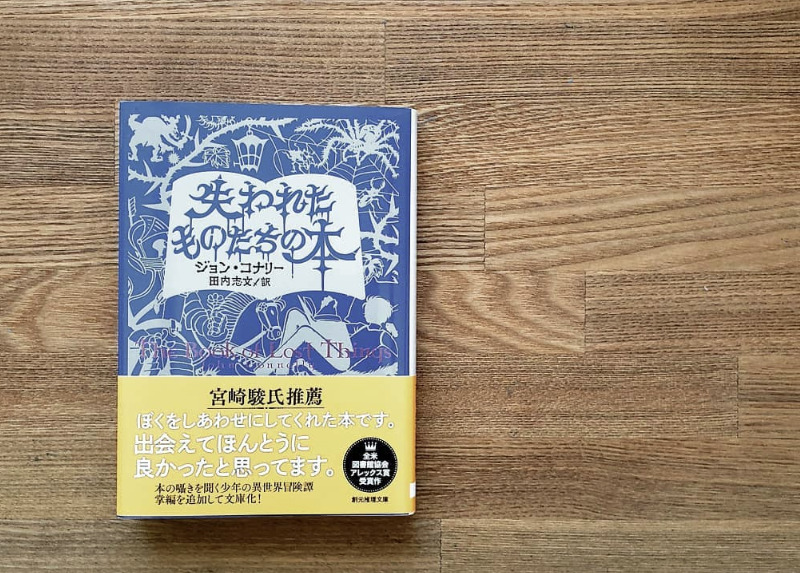 失われた
ものたちの本
ジョン・コナリー
田内志文/訳
The Book of Lost Things
John Connolly
宮崎駿氏推薦
ぼくをしあわせにしてくれた本です。
出会えてほんとうに
良かったと思ってます。
全米
図書館協会
アレックス賞
受賞作
本の囁きを聞く少年の異世界冒険譚
掌編を追加して文庫化！
創元推理文庫